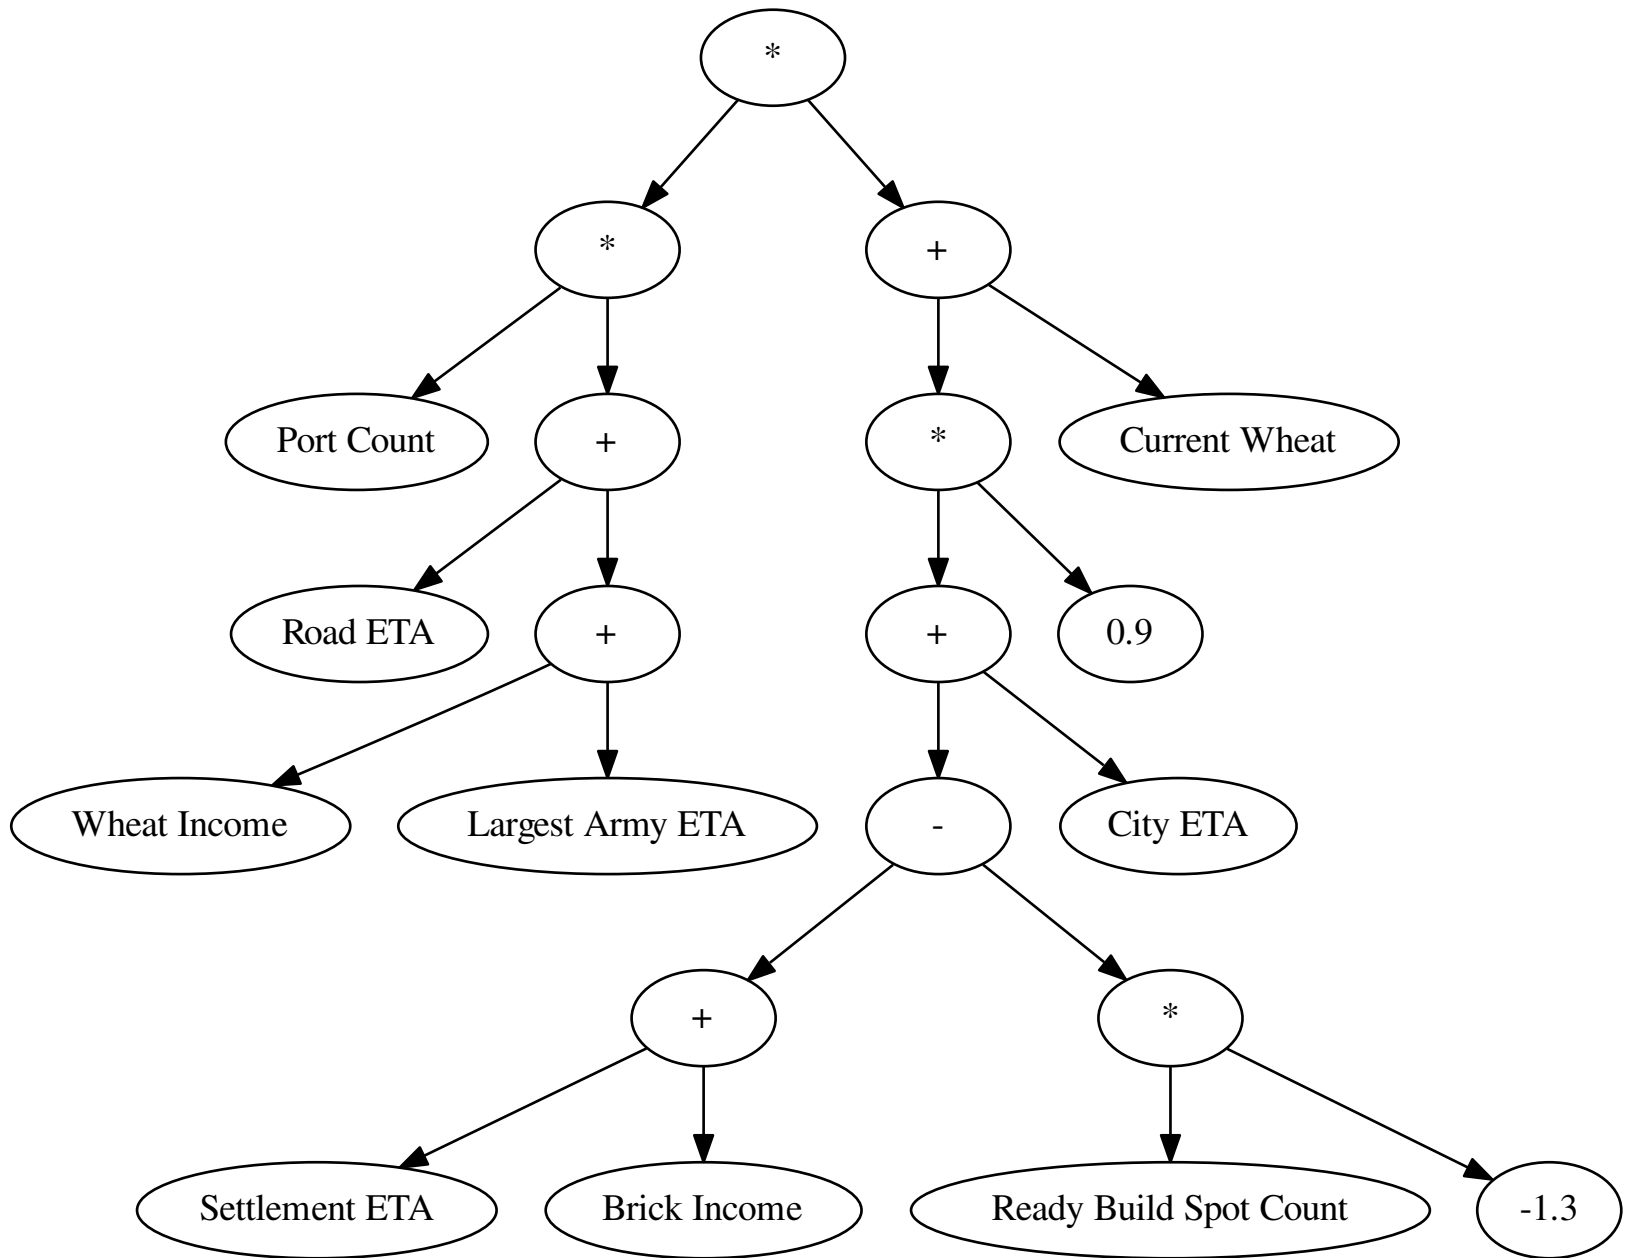 *
*
+
Port Count
+
*
Current Wheat
Road ETA
+
+
0.9
Wheat Income
Largest Army ETA
-
City ETA
+
*
Settlement ETA
Brick Income
Ready Build Spot Count
-1.3